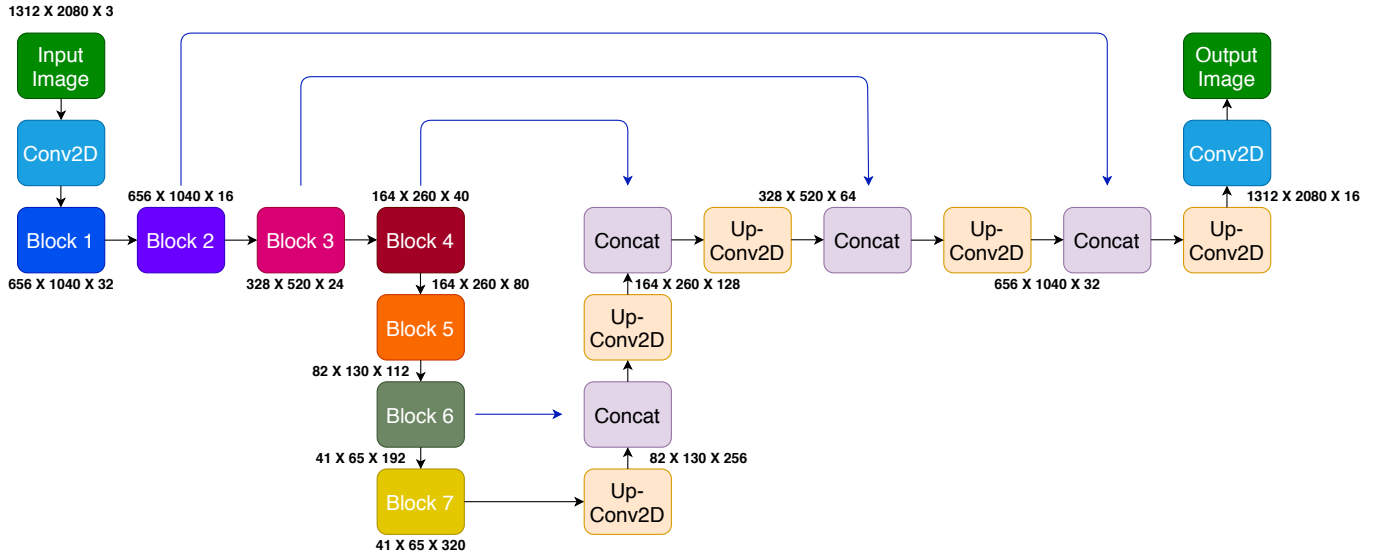 1312 X 2080 X 3
Input
Image
Conv2D
Block 1
656 X 1040 X 32
656 X 1040 X 16
Block 2
Block 3
328 X 520 X 24
164 X 260 X 40
Block 4
164 X 260 X 80
Block 5
82 X 130 X 112
Block 6
41 X 65 X 192
Block 7
41 X 65 X 320
Up-
Conv2D
82 X 130 X 256
Concat
Up-
Conv2D
164 X 260 X 128
Concat
Up-
Conv2D
328 X 520 X 64
Concat
Up-
Conv2D
656 X 1040 X 32
Concat
Up-
Conv2D
1312 X 2080 X 16
Conv2D
Output
Image